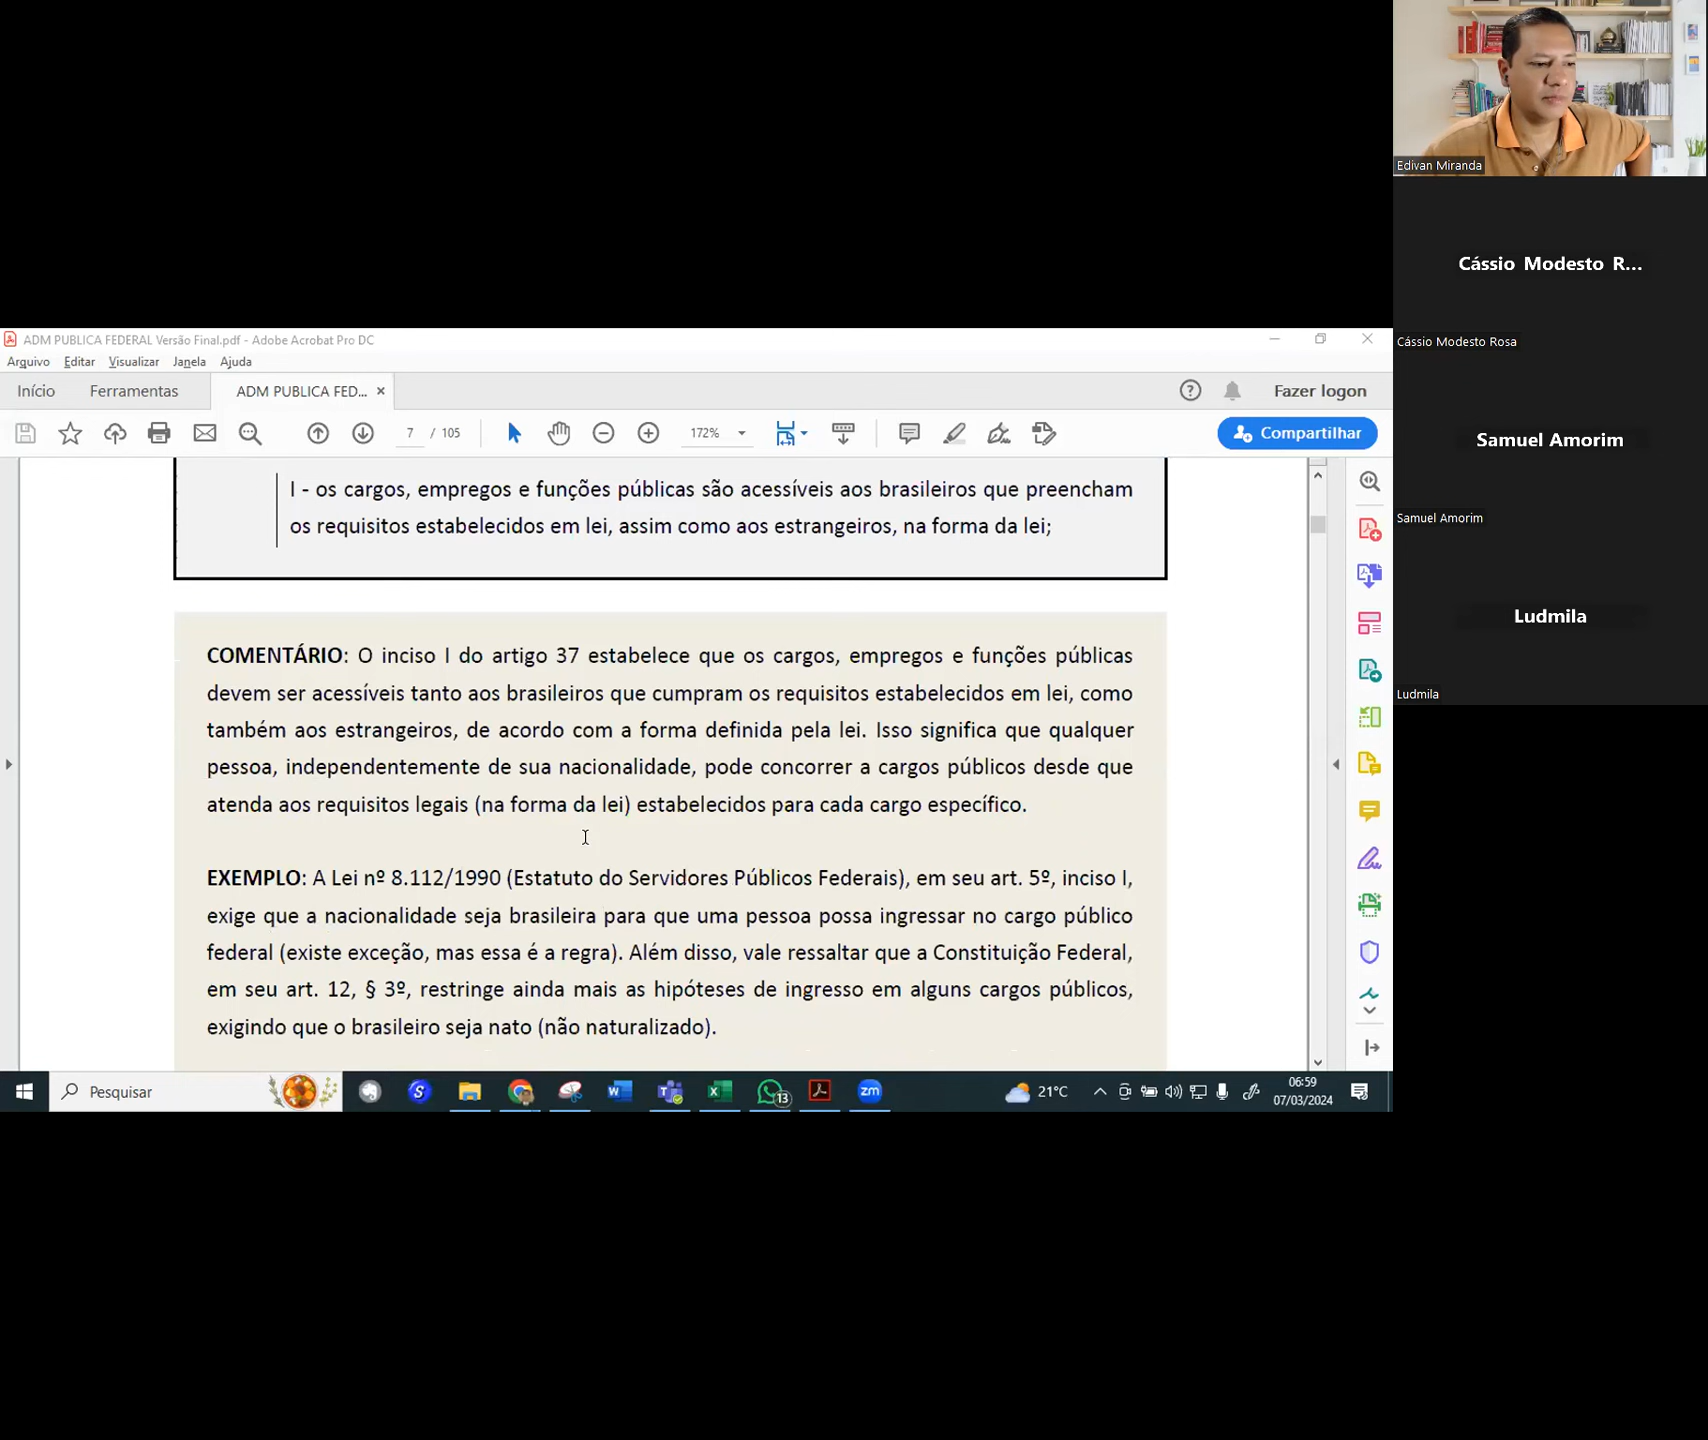 Edivan Miranda
Cássio Modesto R...
Cássio Modesto Rosa
Samuel Amorim
Samuel Amorim
Ludmila
Ludmila
ADM PUBLICA FEDERAL Versão Final.pdf - Adobe Acrobat Pro DC
Arquivo Editar Visualizar Janela Ajuda
Início Ferramentas ADM PUBLICA FED... × Fazer logon
7 / 105 172% Compartilhar
I - os cargos, empregos e funções públicas são acessíveis aos brasileiros que preencham
os requisitos estabelecidos em lei, assim como aos estrangeiros, na forma da lei;
COMENTÁRIO: O inciso I do artigo 37 estabelece que os cargos, empregos e funções públicas
devem ser acessíveis tanto aos brasileiros que cumpram os requisitos estabelecidos em lei, como
também aos estrangeiros, de acordo com a forma definida pela lei. Isso significa que qualquer
pessoa, independentemente de sua nacionalidade, pode concorrer a cargos públicos desde que
atenda aos requisitos legais (na forma da lei) estabelecidos para cada cargo específico.
EXEMPLO: A Lei nº 8.112/1990 (Estatuto do Servidores Públicos Federais), em seu art. 5º, inciso I,
exige que a nacionalidade seja brasileira para que uma pessoa possa ingressar no cargo público
federal (existe exceção, mas essa é a regra). Além disso, vale ressaltar que a Constituição Federal,
em seu art. 12, § 3º, restringe ainda mais as hipóteses de ingresso em alguns cargos públicos,
exigindo que o brasileiro seja nato (não naturalizado).
Pesquisar 13 zm 21°C 06:59
07/03/2024